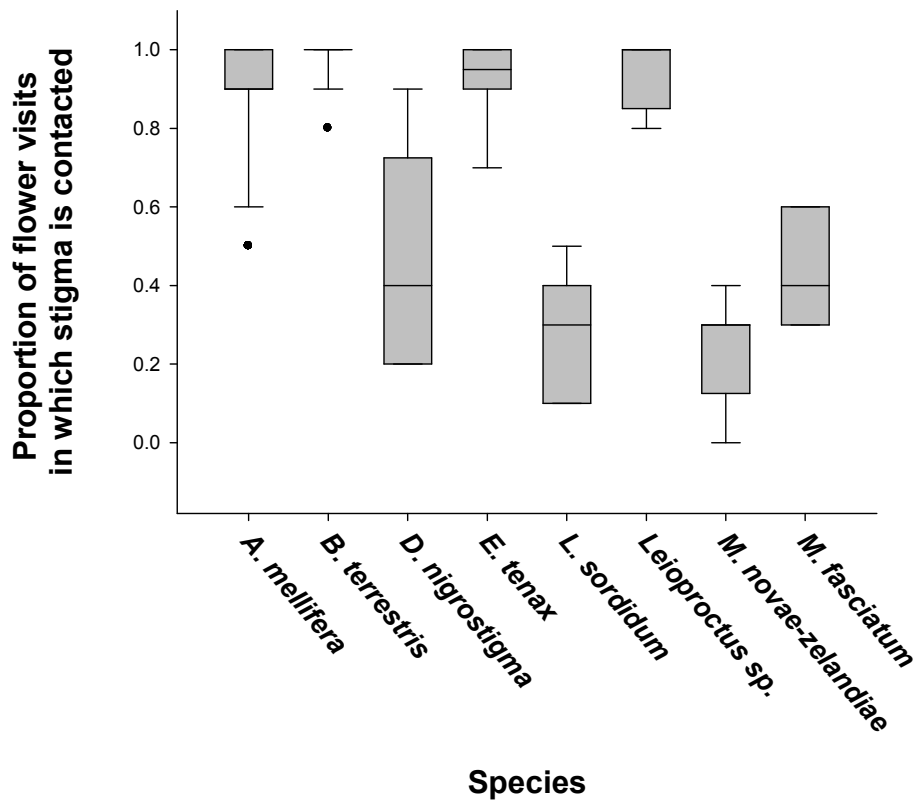 Proportion of flower visits
in which stigma is contacted
1.0
0.8
0.6
0.4
0.2
0.0
A. mellifera
B. terrestris
D. nigrostigma
E. tenax
L. sordidum
Leioproctus sp.
M. novae-zelandiae
M. fasciatum
Species